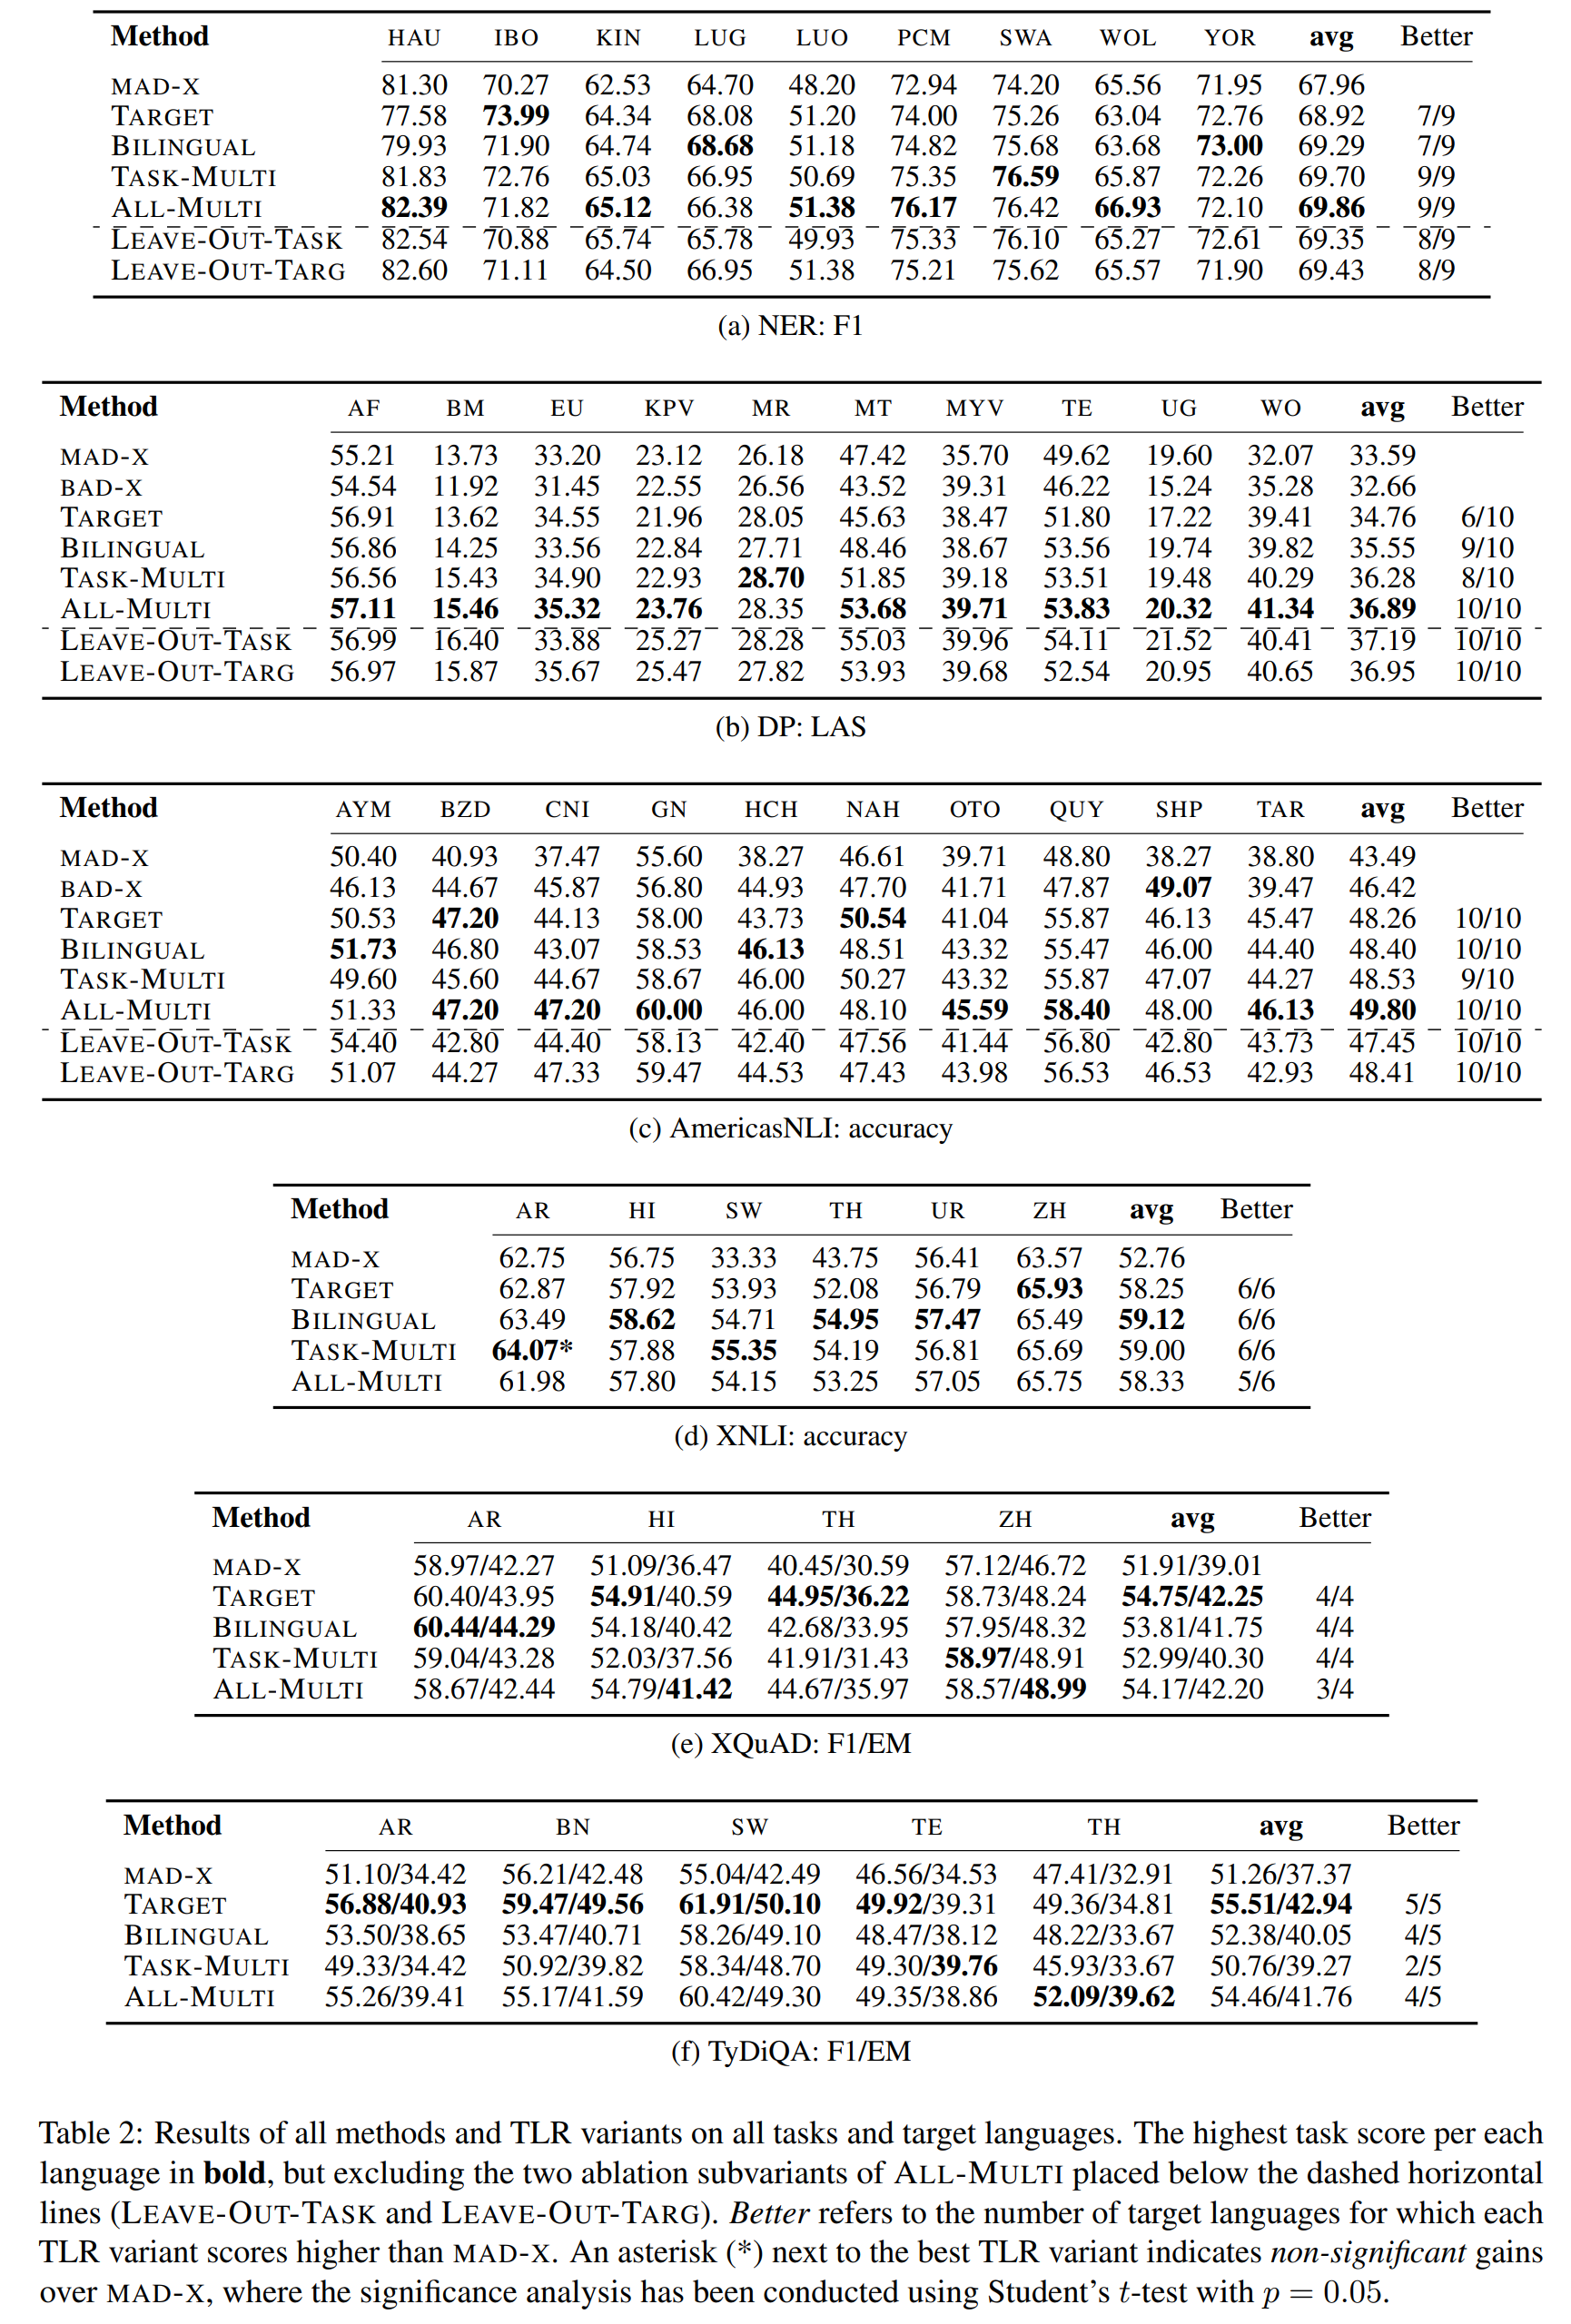 Method HAU IBO KIN LUG LUO PCM SWA WOL YOR avg Better
MAD-X 81.30 70.27 62.53 64.70 48.20 72.94 74.20 65.56 71.95 67.96
TARGET 77.58 73.99 64.34 68.08 51.20 74.00 75.26 63.04 72.76 68.92 7/9
BILINGUAL 79.93 71.90 64.74 68.68 51.18 74.82 75.68 63.68 73.00 69.29 7/9
TASK-MULTI 81.83 72.76 65.03 66.95 50.69 75.35 76.59 65.87 72.26 69.70 9/9
ALL-MULTI 82.39 71.82 65.12 66.38 51.38 76.17 76.42 66.93 72.10 69.86 9/9
LEAVE-OUT-TASK 82.54 70.88 65.74 65.78 49.93 75.33 76.10 65.27 72.61 69.35 8/9
LEAVE-OUT-TARG 82.60 71.11 64.50 66.95 51.38 75.21 75.62 65.57 71.90 69.43 8/9
(a) NER: F1
Method AF BM EU KPV MR MT MYV TE UG WO avg Better
MAD-X 55.21 13.73 33.20 23.12 26.18 47.42 35.70 49.62 19.60 32.07 33.59
BAD-X 54.54 11.92 31.45 22.55 26.56 43.52 39.31 46.22 15.24 35.28 32.66
TARGET 56.91 13.62 34.55 21.96 28.05 45.63 38.47 51.80 17.22 39.41 34.76 6/10
BILINGUAL 56.86 14.25 33.56 22.84 27.71 48.46 38.67 53.56 19.74 39.82 35.55 9/10
TASK-MULTI 56.56 15.43 34.90 22.93 28.70 51.85 39.18 53.51 19.48 40.29 36.28 8/10
ALL-MULTI 57.11 15.46 35.32 23.76 28.35 53.68 39.71 53.83 20.32 41.34 36.89 10/10
LEAVE-OUT-TASK 56.99 16.40 33.88 25.27 28.28 55.03 39.96 54.11 21.52 40.41 37.19 10/10
LEAVE-OUT-TARG 56.97 15.87 35.67 25.47 27.82 53.93 39.68 52.54 20.95 40.65 36.95 10/10
(b) DP: LAS
Method AYM BZD CNI GN HCH NAH OTO QUY SHP TAR avg Better
MAD-X 50.40 40.93 37.47 55.60 38.27 46.61 39.71 48.80 38.27 38.80 43.49
BAD-X 46.13 44.67 45.87 56.80 44.93 47.70 41.71 47.87 49.07 39.47 46.42
TARGET 50.53 47.20 44.13 58.00 43.73 50.54 41.04 55.87 46.13 45.47 48.26 10/10
BILINGUAL 51.73 46.80 43.07 58.53 46.13 48.51 43.32 55.47 46.00 44.40 48.40 10/10
TASK-MULTI 49.60 45.60 44.67 58.67 46.00 50.27 43.32 55.87 47.07 44.27 48.53 9/10
ALL-MULTI 51.33 47.20 47.20 60.00 46.00 48.10 45.59 58.40 48.00 46.13 49.80 10/10
LEAVE-OUT-TASK 54.40 42.80 44.40 58.13 42.40 47.56 41.44 56.80 42.80 43.73 47.45 10/10
LEAVE-OUT-TARG 51.07 44.27 47.33 59.47 44.53 47.43 43.98 56.53 46.53 42.93 48.41 10/10
(c) AmericasNLI: accuracy
Method AR HI SW TH UR ZH avg Better
MAD-X 62.75 56.75 33.33 43.75 56.41 63.57 52.76
TARGET 62.87 57.92 53.93 52.08 56.79 65.93 58.25 6/6
BILINGUAL 63.49 58.62 54.71 54.95 57.47 65.49 59.12 6/6
TASK-MULTI 64.07* 57.88 55.35 54.19 56.81 65.69 59.00 6/6
ALL-MULTI 61.98 57.80 54.15 53.25 57.05 65.75 58.33 5/6
(d) XNLI: accuracy
Method AR HI TH ZH avg Better
MAD-X 58.97/42.27 51.09/36.47 40.45/30.59 57.12/46.72 51.91/39.01
TARGET 60.40/43.95 54.91/40.59 44.95/36.22 58.73/48.24 54.75/42.25 4/4
BILINGUAL 60.44/44.29 54.18/40.42 42.68/33.95 57.95/48.32 53.81/41.75 4/4
TASK-MULTI 59.04/43.28 52.03/37.56 41.91/31.43 58.97/48.91 52.99/40.30 4/4
ALL-MULTI 58.67/42.44 54.79/41.42 44.67/35.97 58.57/48.99 54.17/42.20 3/4
(e) XQuAD: F1/EM
Method AR BN SW TE TH avg Better
MAD-X 51.10/34.42 56.21/42.48 55.04/42.49 46.56/34.53 47.41/32.91 51.26/37.37
TARGET 56.88/40.93 59.47/49.56 61.91/50.10 49.92/39.31 49.36/34.81 55.51/42.94 5/5
BILINGUAL 53.50/38.65 53.47/40.71 58.26/49.10 48.47/38.12 48.22/33.67 52.38/40.05 4/5
TASK-MULTI 49.33/34.42 50.92/39.82 58.34/48.70 49.30/39.76 45.93/33.67 50.76/39.27 2/5
ALL-MULTI 55.26/39.41 55.17/41.59 60.42/49.30 49.35/38.86 52.09/39.62 54.46/41.76 4/5
(f) TyDiQA: F1/EM
Table 2: Results of all methods and TLR variants on all tasks and target languages. The highest task score per each
language in bold, but excluding the two ablation subvariants of ALL-MULTI placed below the dashed horizontal
lines (LEAVE-OUT-TASK and LEAVE-OUT-TARG). Better refers to the number of target languages for which each
TLR variant scores higher than MAD-X. An asterisk (*) next to the best TLR variant indicates non-significant gains
over MAD-X, where the significance analysis has been conducted using Student's t-test with p = 0.05.